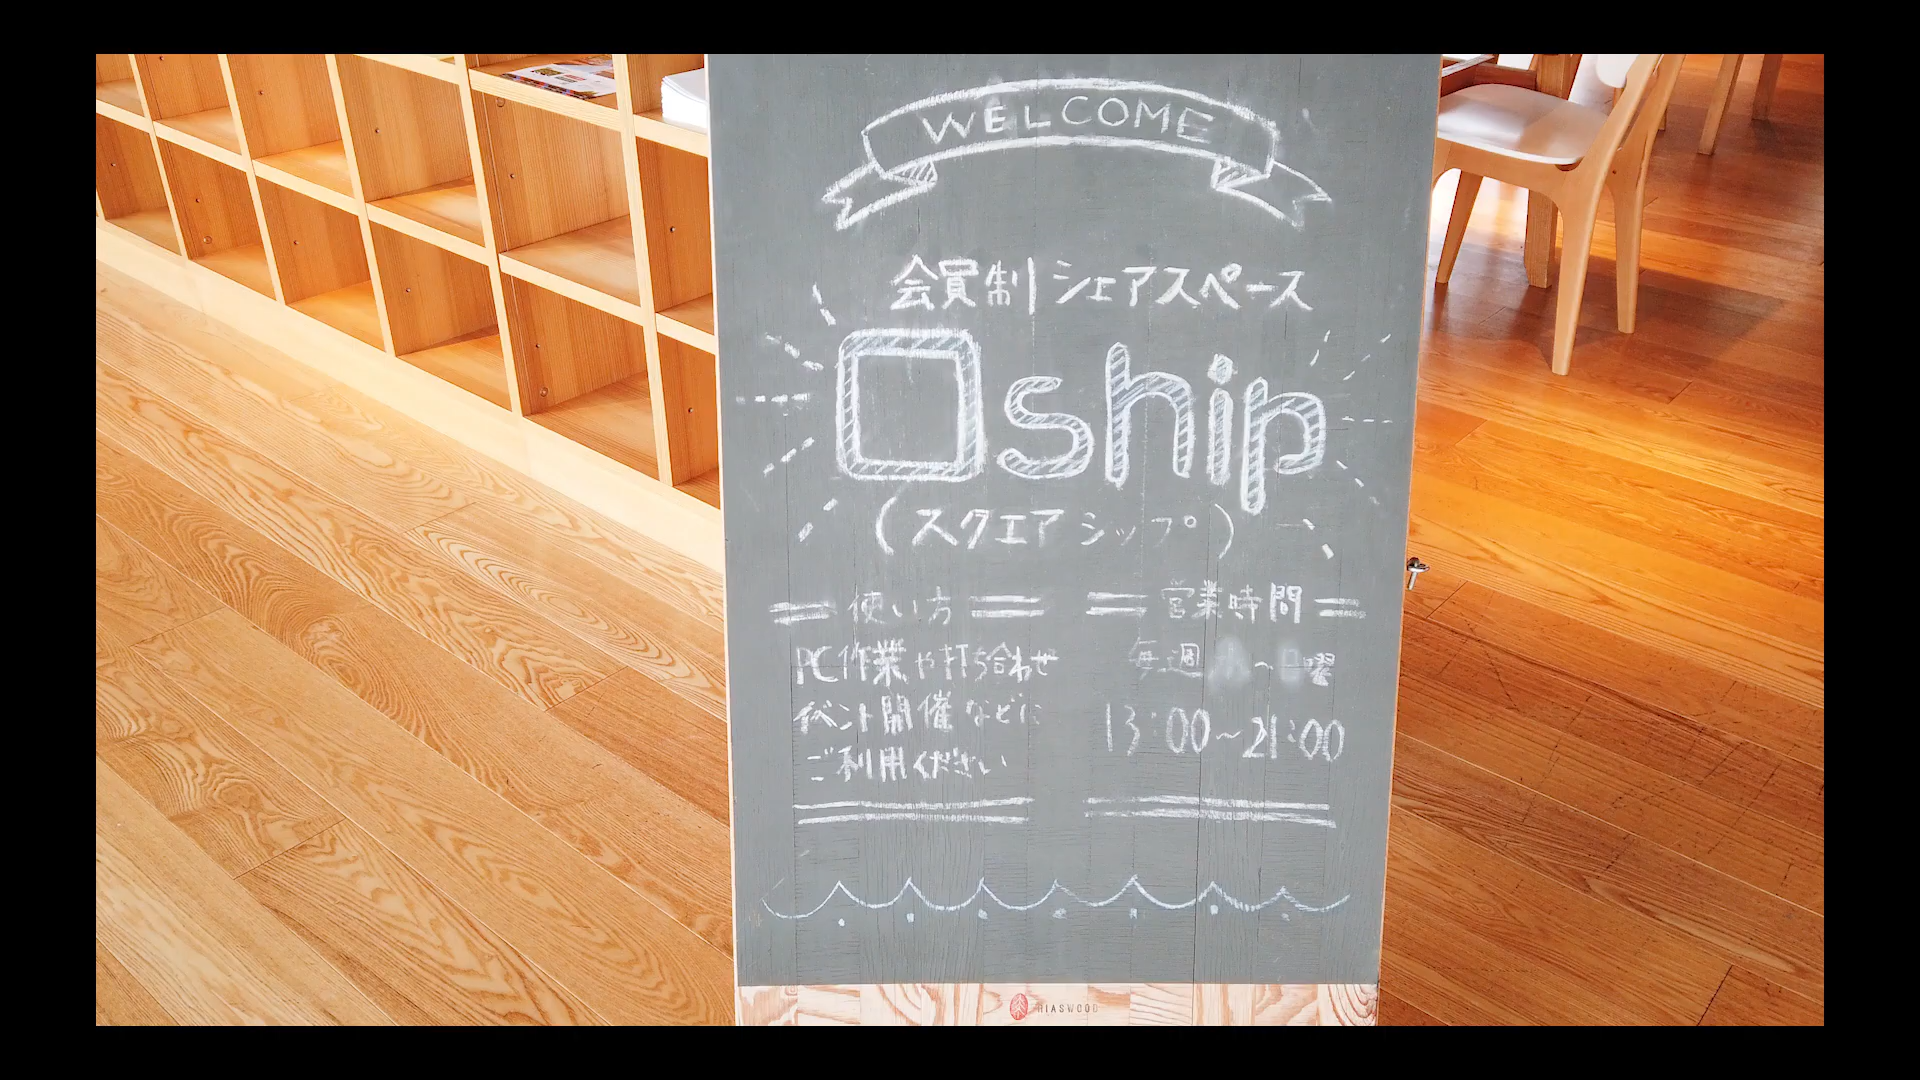 WELCOME
会員制シェアスペース
□ship
(スクエアシップ)
使い方
PC作業や打ち合わせ
イベント開催などに
ご利用ください
営業時間
毎週 ～ 曜
13:00～21:00
HIASWOOD